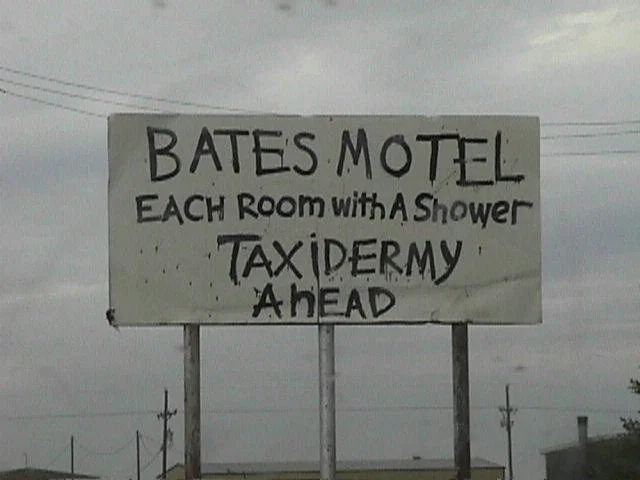 BATES MOTEL
EACH Room with A Shower
TAXiDERMY
AhEAD